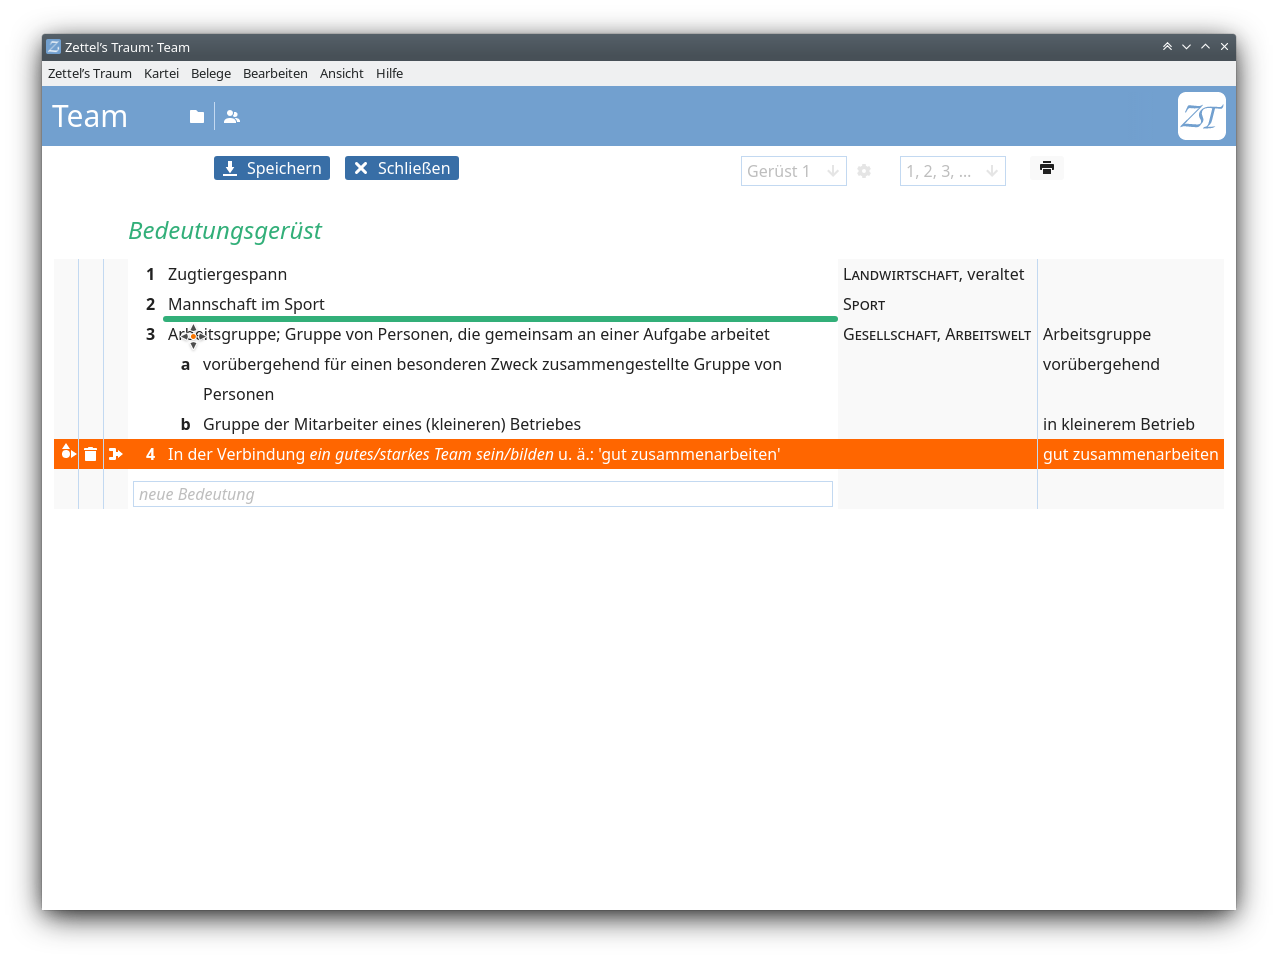 Zettel’s Traum: Team
Zettel’s Traum Kartei Belege Bearbeiten Ansicht Hilfe
Team
ZT
Speichern Schließen Gerüst 1 1, 2, 3, ...
Bedeutungsgerüst
1 Zugtiergespann Landwirtschaft, veraltet
2 Mannschaft im Sport Sport
3 Arbeitsgruppe; Gruppe von Personen, die gemeinsam an einer Aufgabe arbeitet Gesellschaft, Arbeitswelt Arbeitsgruppe
a vorübergehend für einen besonderen Zweck zusammengestellte Gruppe von vorübergehend
Personen
b Gruppe der Mitarbeiter eines (kleineren) Betriebes in kleinerem Betrieb
4 In der Verbindung ein gutes/starkes Team sein/bilden u. ä.: 'gut zusammenarbeiten' gut zusammenarbeiten
neue Bedeutung